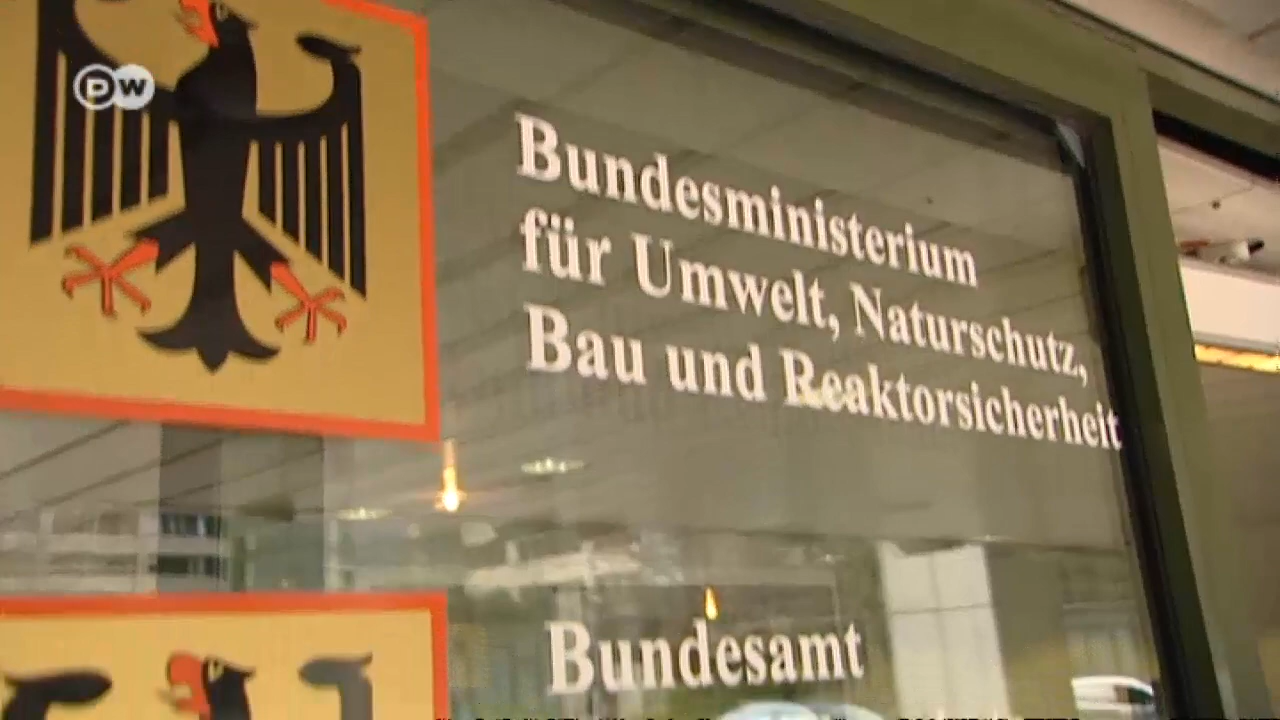 DW
Bundesministerium
für Umwelt, Naturschutz,
Bau und Reaktorsicherheit
Bundesamt